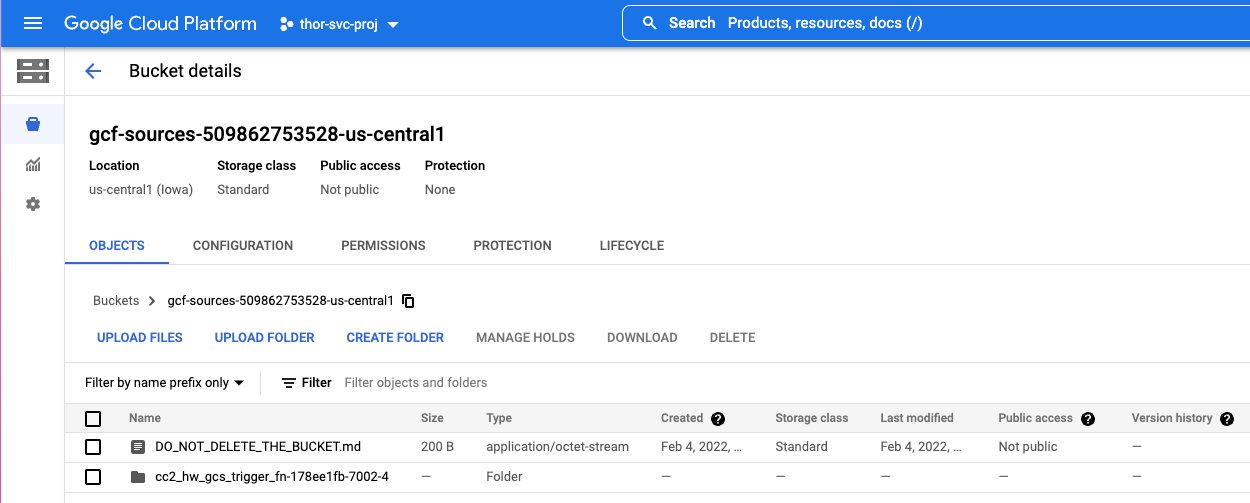 Google Cloud Platform thor-svc-proj Search Products, resources, docs (/)
Bucket details
gcf-sources-509862753528-us-central1
Location Storage class Public access Protection
us-central1 (Iowa) Standard Not public None
OBJECTS CONFIGURATION PERMISSIONS PROTECTION LIFECYCLE
Buckets > gcf-sources-509862753528-us-central1
UPLOAD FILES UPLOAD FOLDER CREATE FOLDER MANAGE HOLDS DOWNLOAD DELETE
Filter by name prefix only Filter Filter objects and folders
Name Size Type Created Storage class Last modified Public access Version history
DO_NOT_DELETE_THE_BUCKET.md 200 B application/octet-stream Feb 4, 2022, ... Standard Feb 4, 2022, ... Not public —
cc2_hw_gcs_trigger_fn-178ee1fb-7002-4 — Folder — — — — —